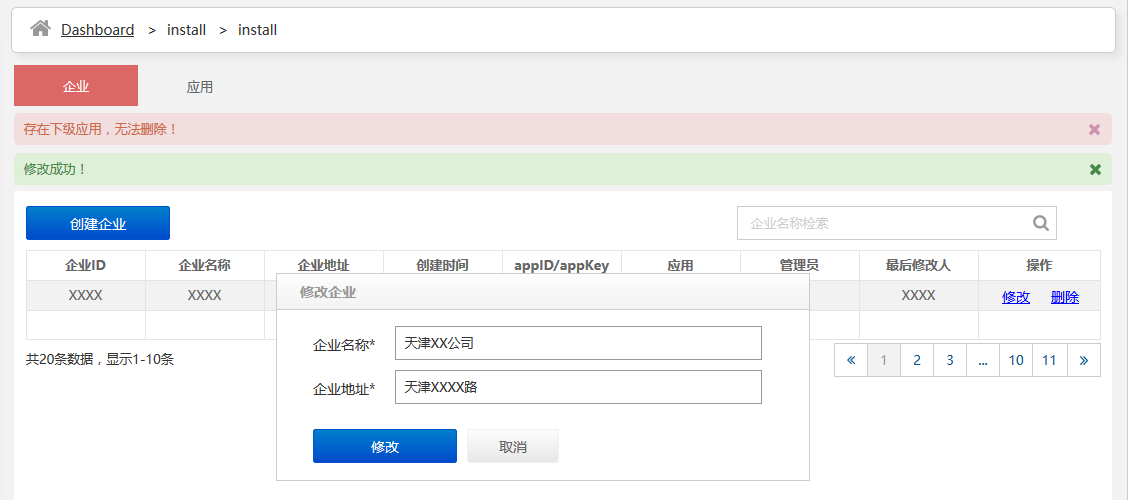 Dashboard > install > install
企业 应用
存在下级应用，无法删除！
修改成功！
创建企业 企业名称检索
企业ID 企业名称 企业地址 创建时间 appID/appKey 应用 管理员 最后修改人 操作
XXXX XXXX XXXX 修改 删除
修改企业
企业名称* 天津XX公司
共20条数据，显示1-10条 « 1 2 3 ... 10 11 »
企业地址* 天津XXXX路
修改 取消